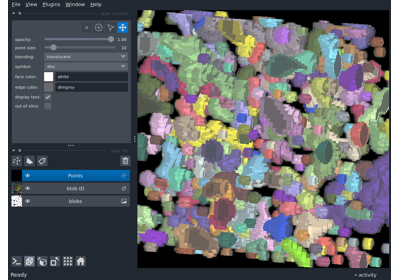 File View Plugins Window Help
opacity: 1.00
point size: 10
blending: translucent
symbol: disc
face color: white
edge color: dimgrey
display text:
out of slice:
Points
blob ID
blobs
Ready
activity